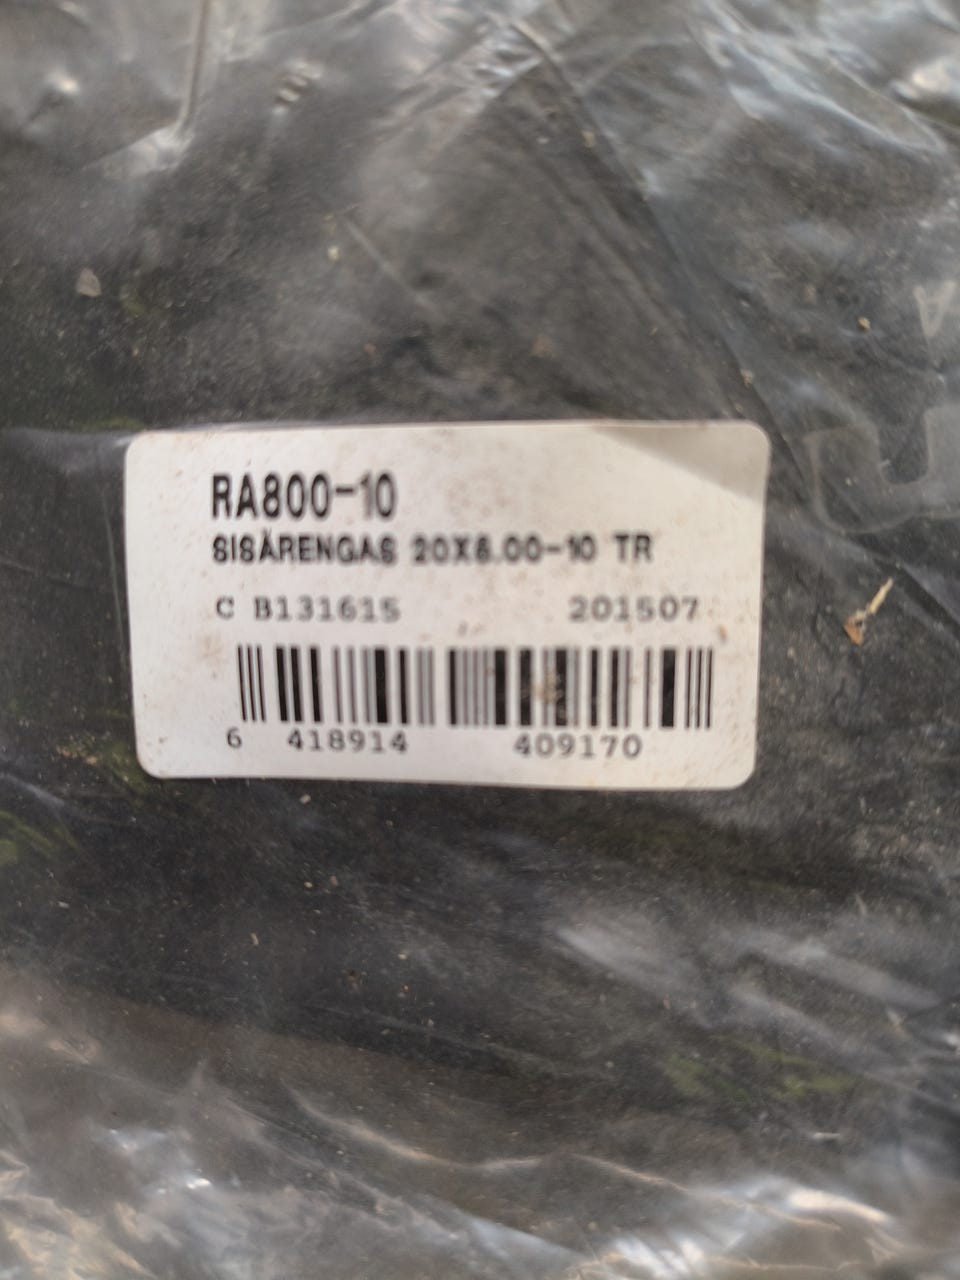 RA800-10
SISÄRENGAS 20X8.00-10 TR
C B131615 201507
6 418914 409170